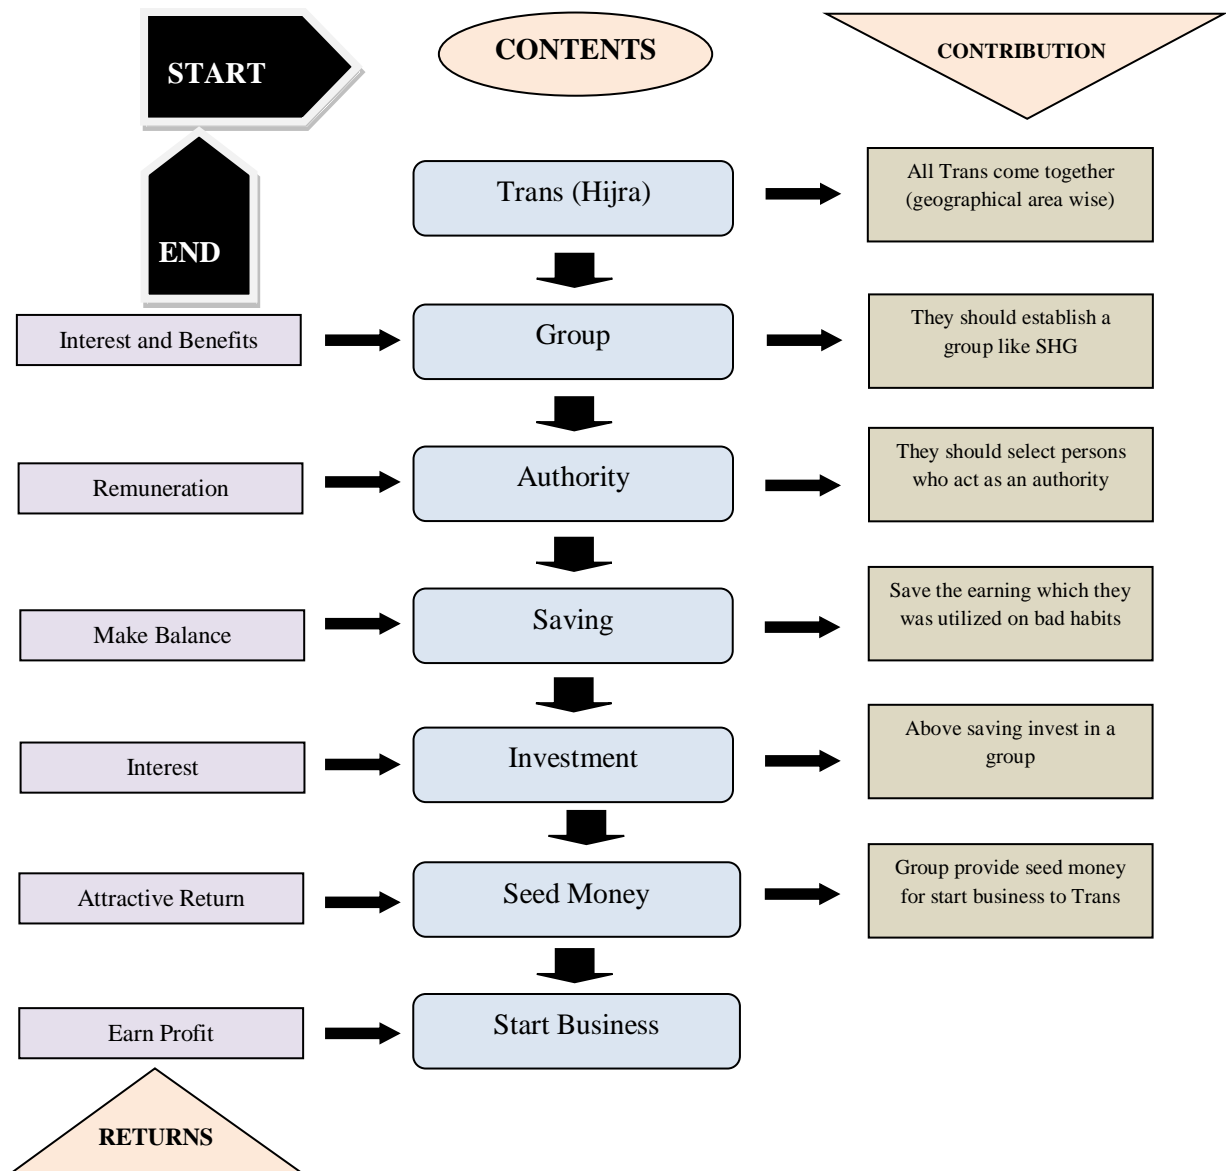 START
CONTENTS
CONTRIBUTION
END
Trans (Hijra)
All Trans come together
(geographical area wise)
Interest and Benefits
Group
They should establish a
group like SHG
Remuneration
Authority
They should select persons
who act as an authority
Make Balance
Saving
Save the earning which they
was utilized on bad habits
Interest
Investment
Above saving invest in a
group
Attractive Return
Seed Money
Group provide seed money
for start business to Trans
Earn Profit
Start Business
RETURNS